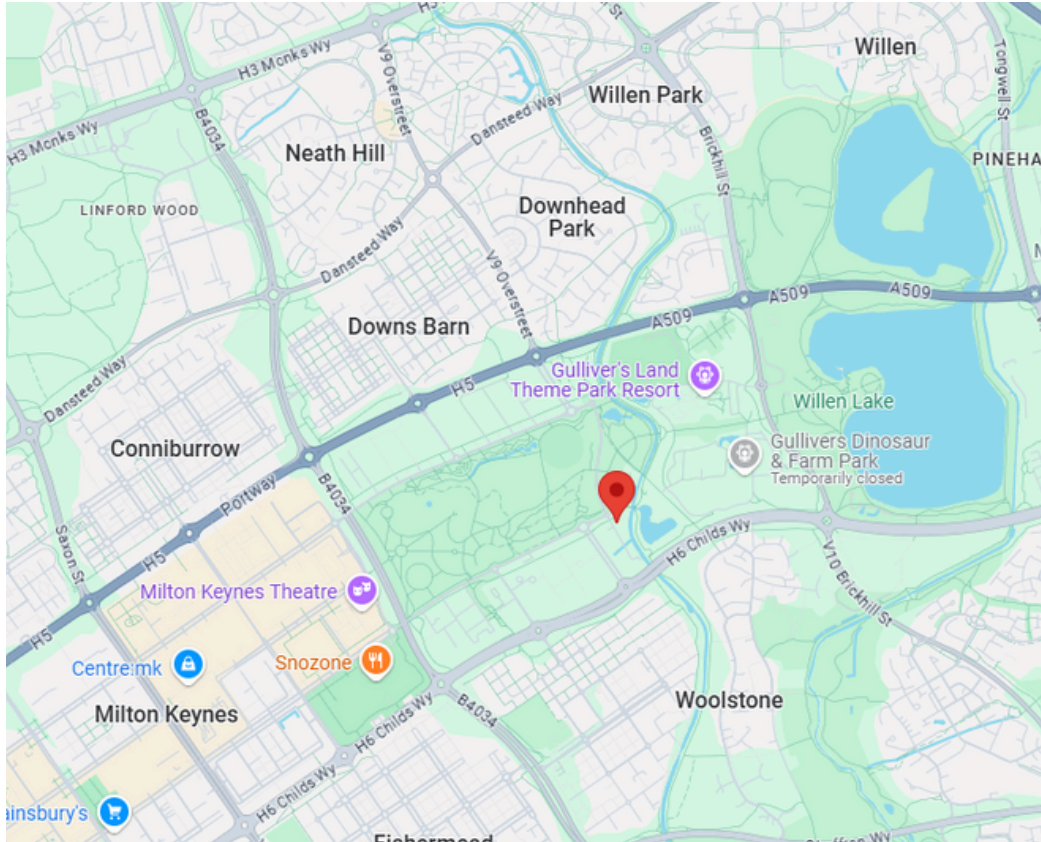 H3 Monks Wy
V9 Overstreet
Willen
Tongwell St
Willen Park
Dansteed Way
H3 Monks Wy
B4034
Neath Hill
Brickhill St
PINEHA
LINFORD WOOD
Downhead
Park
Dansteed Way
V9 Overstreet
A509
A509
A509
Downs Barn
Gulliver's Land
Theme Park Resort
H5
Dansteed Way
Willen Lake
Conniburrow
Gullivers Dinosaur
& Farm Park
Temporarily closed
Portway
B4034
Saxon St
H5
H6 Childs Wy
V10 Brickhill St
Milton Keynes Theatre
H5
Snozone
Centre:mk
Woolstone
Milton Keynes
B4034
H6 Childs Wy
H6 Childs Wy
ainsbury's